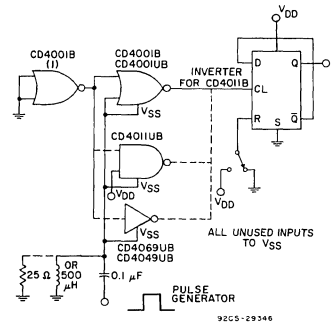 V_DD
CD4001B
(1)
CD4001B
CD4001UB
V_SS
INVERTER
FOR CD4011B
D
Q
CL
R
S
Q̅
CD4011UB
V_SS
V_DD
V_DD
V_SS
CD4069UB
CD4049UB
ALL UNUSED INPUTS
TO V_SS
25 Ω
OR
500
μH
0.1 μF
PULSE
GENERATOR
92CS-29346